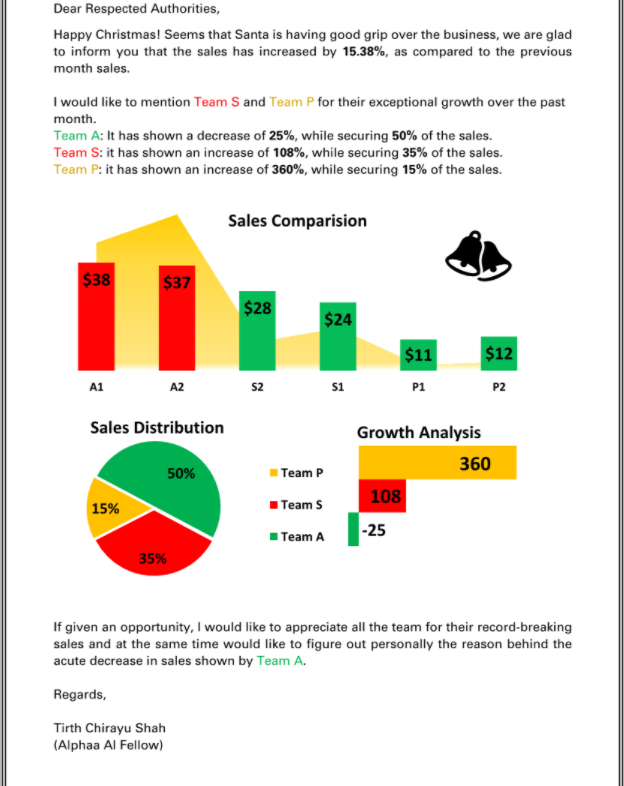 Dear Respected Authorities,
Happy Christmas! Seems that Santa is having good grip over the business, we are glad
to inform you that the sales has increased by 15.38%, as compared to the previous
month sales.
I would like to mention Team S and Team P for their exceptional growth over the past
month.
Team A: It has shown a decrease of 25%, while securing 50% of the sales.
Team S: it has shown an increase of 108%, while securing 35% of the sales.
Team P: it has shown an increase of 360%, while securing 15% of the sales.
Sales Comparision
$38
$37
$28
$24
$11
$12
A1
A2
S2
S1
P1
P2
Sales Distribution
50%
15%
35%
Team P
Team S
Team A
Growth Analysis
360
108
-25
If given an opportunity, I would like to appreciate all the team for their record-breaking
sales and at the same time would like to figure out personally the reason behind the
acute decrease in sales shown by Team A.
Regards,
Tirth Chirayu Shah
(Alphaa AI Fellow)